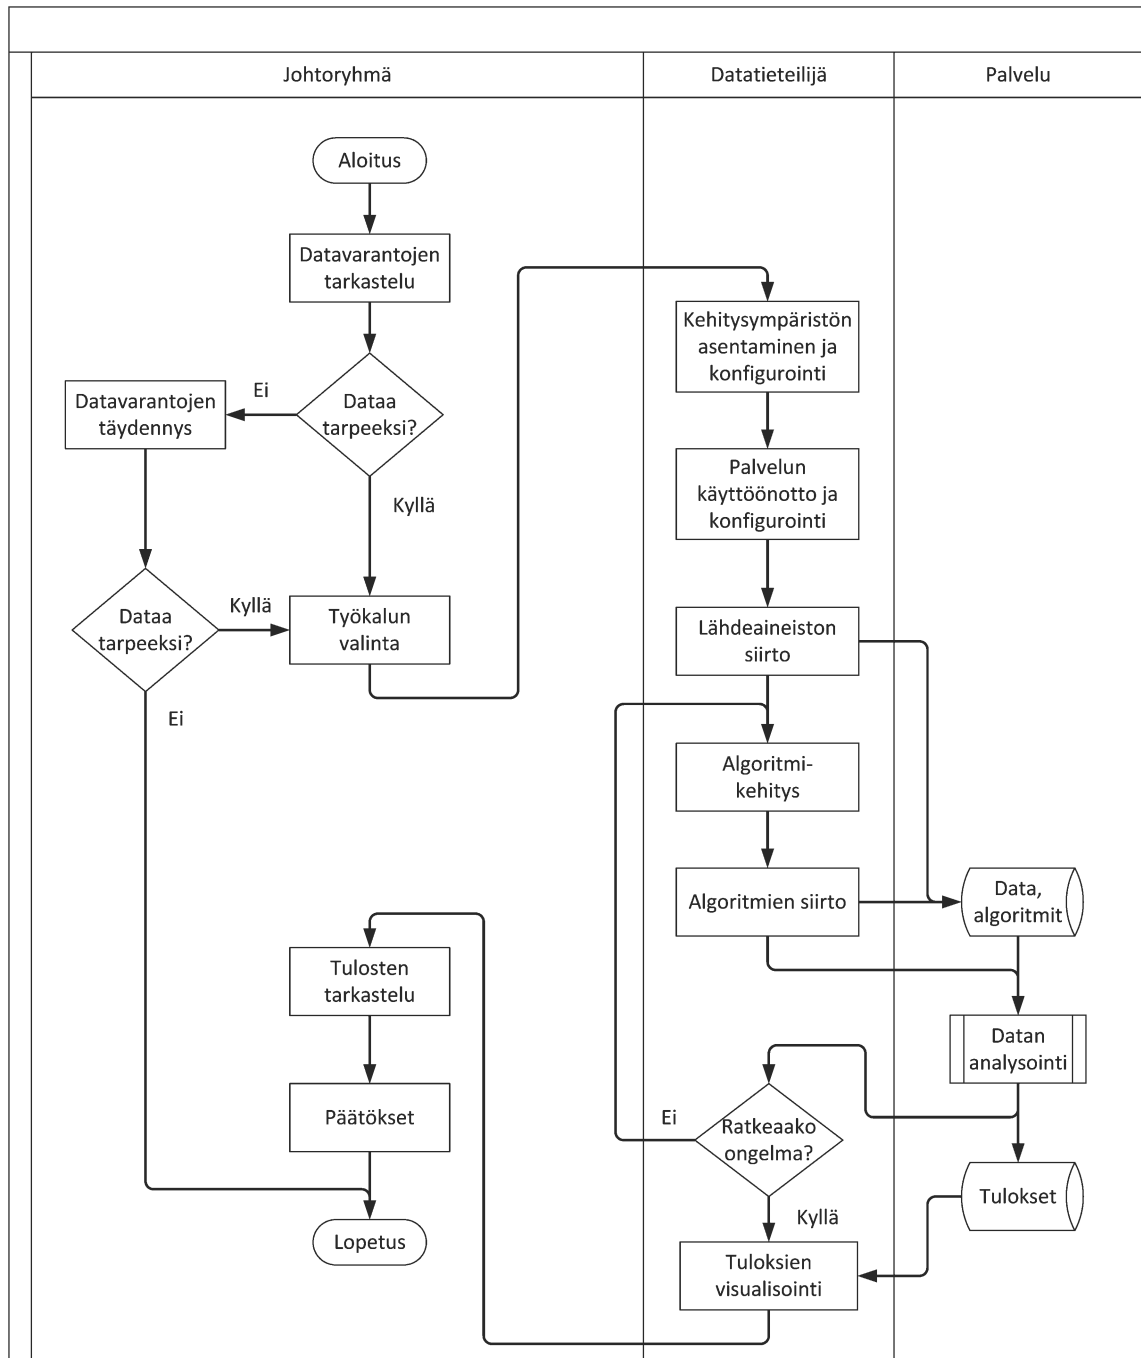 Johtoryhmä
Datatieteilijä
Palvelu
Aloitus
Datavarantojen
tarkastelu
Dataa
tarpeeksi?
Ei
Kyllä
Datavarantojen
täydennys
Dataa
tarpeeksi?
Kyllä
Ei
Työkalun
valinta
Kehitysympäristön
asentaminen ja
konfigurointi
Palvelun
käyttöönotto ja
konfigurointi
Lähdeaineiston
siirto
Algoritmi-
kehitys
Algoritmien siirto
Data,
algoritmit
Datan
analysointi
Ratkeaako
ongelma?
Ei
Kyllä
Tulokset
Tuloksien
visualisointi
Tulosten
tarkastelu
Päätökset
Lopetus